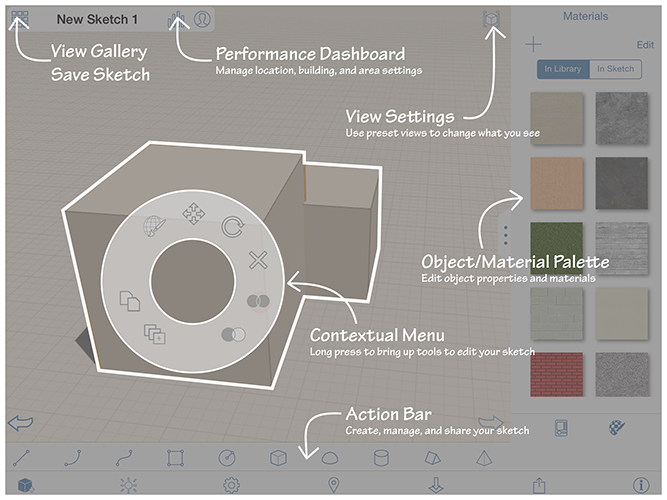 New Sketch 1
Materials
View Gallery
Save Sketch
Performance Dashboard
Manage location, building, and area settings
Edit
In Library
In Sketch
View Settings
Use preset views to change what you see
Object/Material Palette
Edit object properties and materials
Contextual Menu
Long press to bring up tools to edit your sketch
Action Bar
Create, manage, and share your sketch